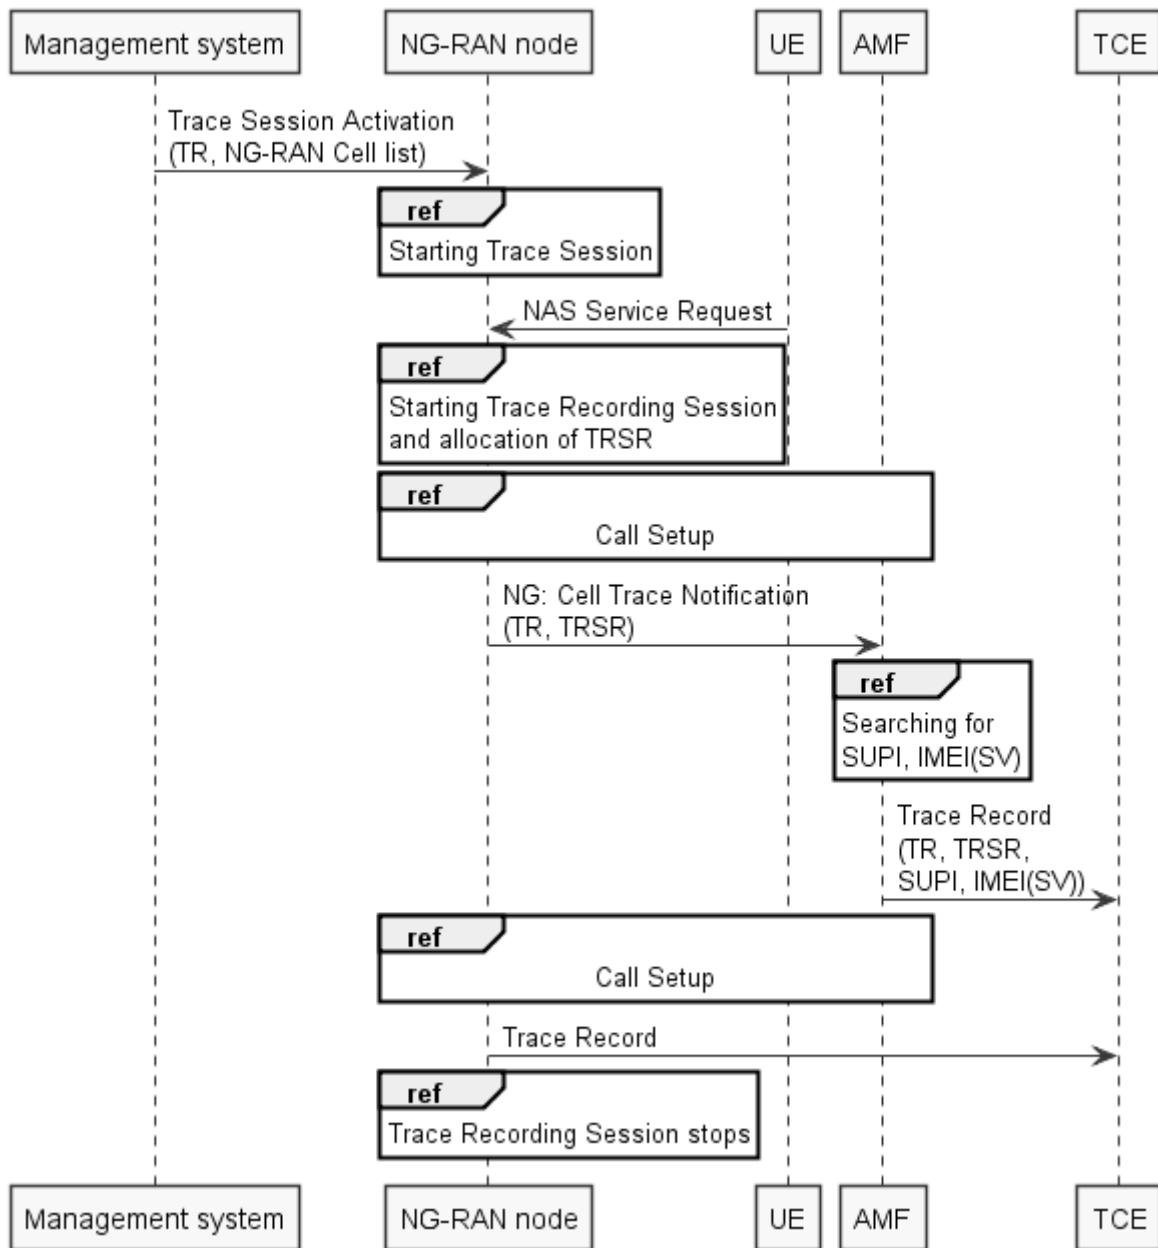 Management system
NG-RAN node
UE
AMF
TCE
Trace Session Activation
(TR, NG-RAN Cell list)
ref
Starting Trace Session
NAS Service Request
ref
Starting Trace Recording Session
and allocation of TRSR
ref
Call Setup
NG: Cell Trace Notification
(TR, TRSR)
ref
Searching for
SUPI, IMEI(SV)
Trace Record
(TR, TRSR,
SUPI, IMEI(SV))
ref
Call Setup
Trace Record
ref
Trace Recording Session stops
Management system
NG-RAN node
UE
AMF
TCE